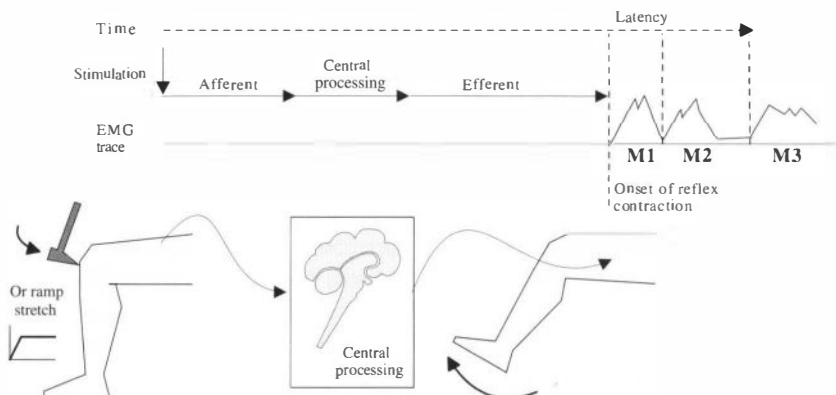 Time
Latency
Stimulation
Afferent
Central
processing
Efferent
EMG
trace
M1
M2
M3
Onset of reflex
contraction
Or ramp
stretch
Central
processing